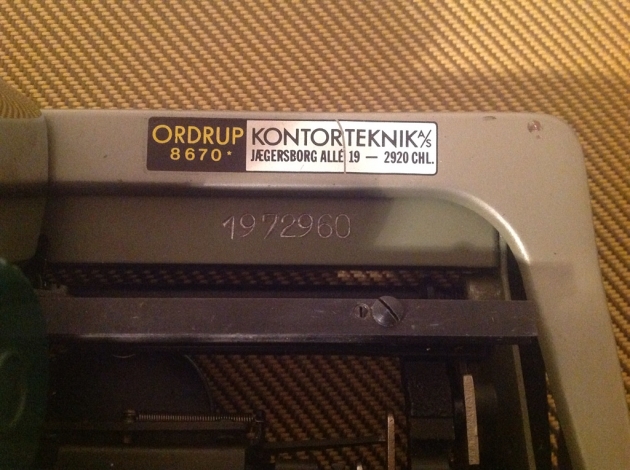 ORDRUP KONTORTEKNIK A/S
8670* JÆGERSBORG ALLÉ 19 — 2920 CHL.
1972960